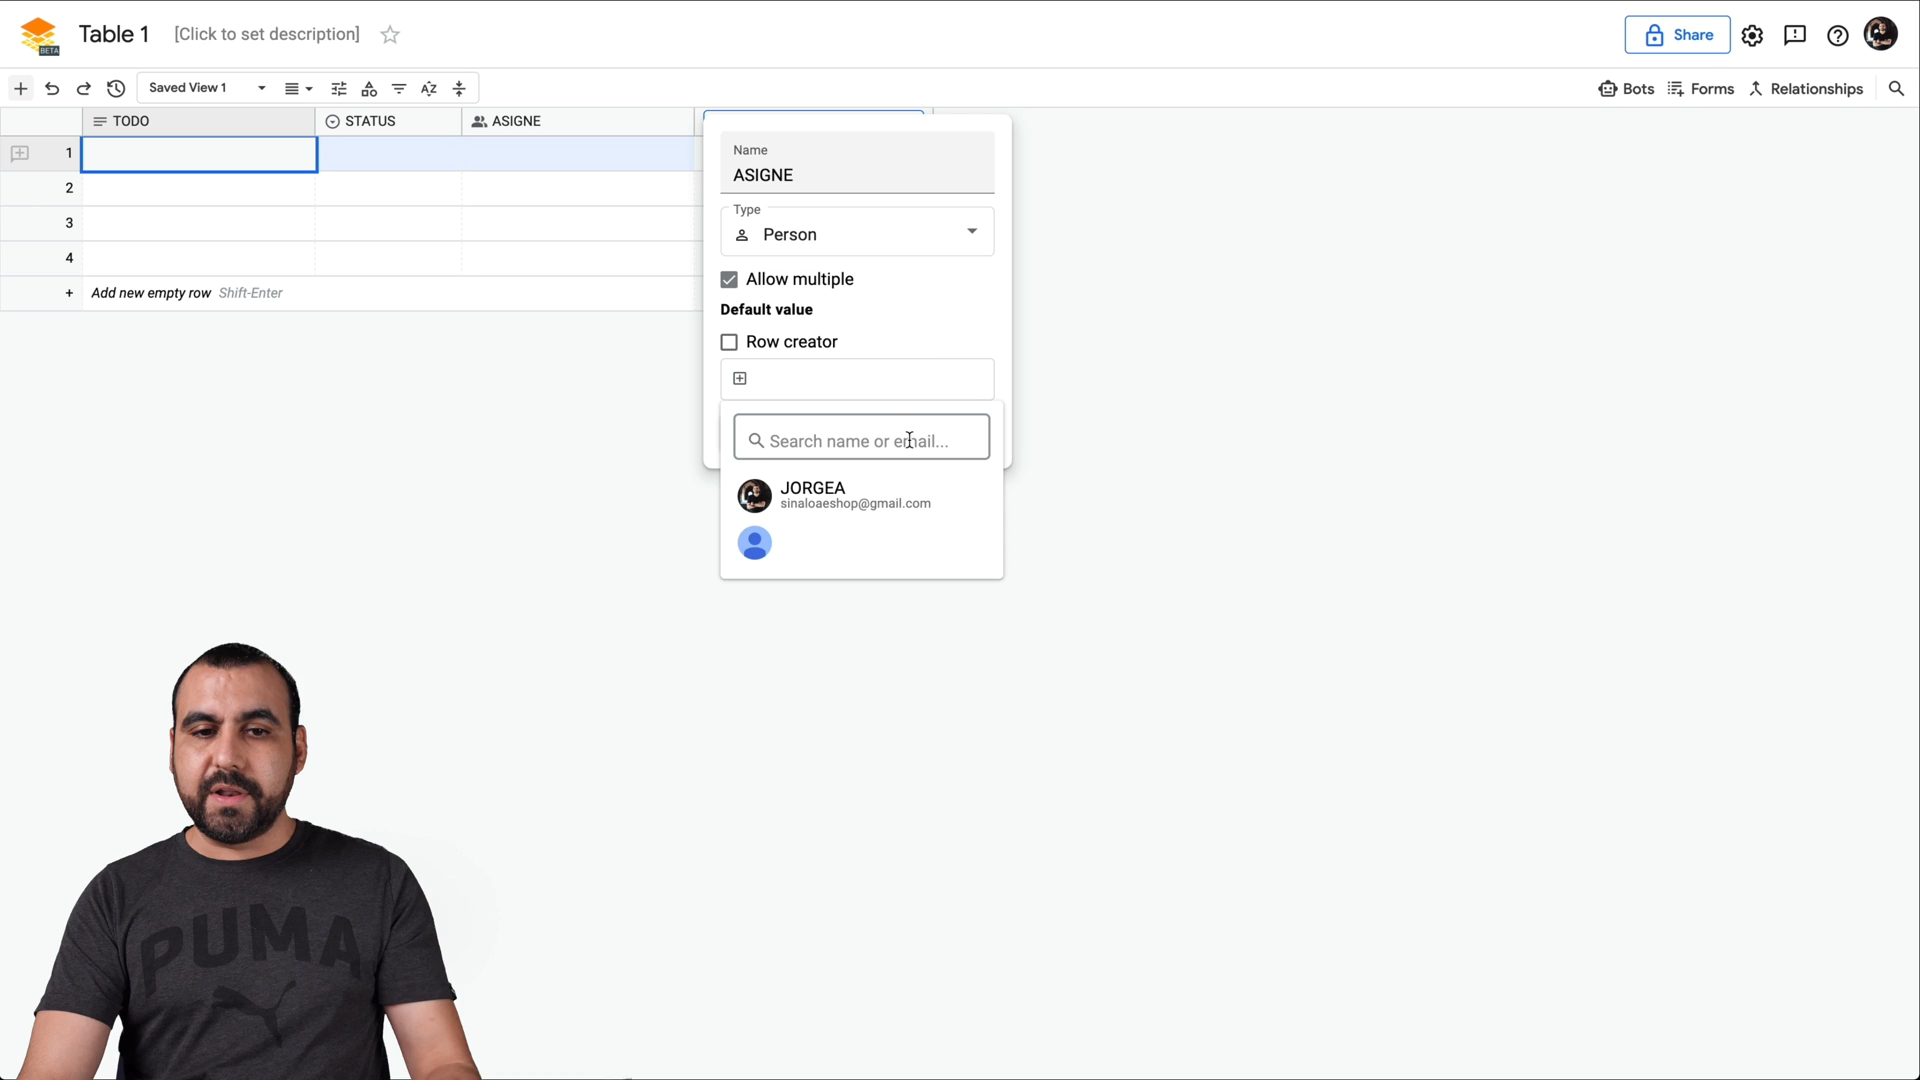 BETA
Table 1
[Click to set description]
Share
Saved View 1
Bots
Forms
Relationships
TODO
STATUS
ASIGNE
1
2
3
4
+ Add new empty row Shift-Enter
Name
ASIGNE
Type
Person
Allow multiple
Default value
Row creator
Search name or email...
JORGEA
sinaloaeshop@gmail.com
PUMA